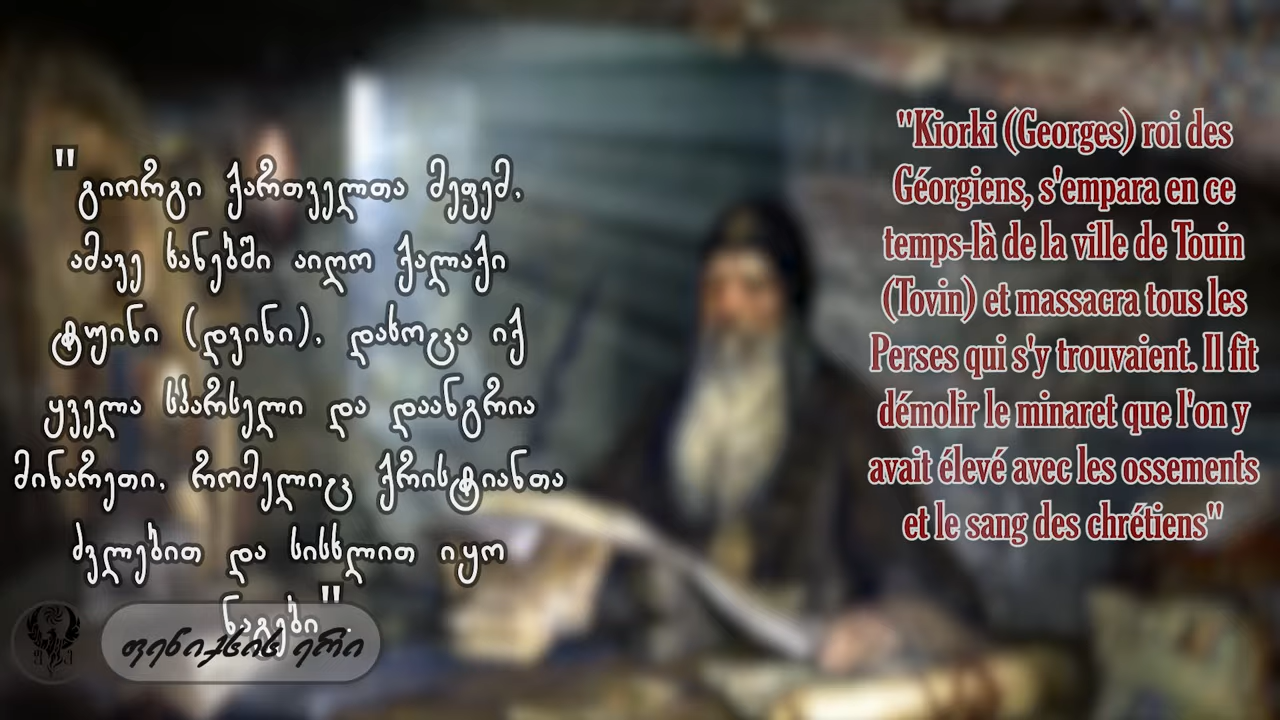 "გიორგი ქართველთა მეფემ,
ამავე ხანებში აიღო ქალაქი
ტუინი (დვინი), დახოცა იქ
ყველა სპარსელი და დაანგრია
მინარეთი, რომელიც ქრისტიანთა
ძვლებით და სისხლით იყო
ნაგები".
ფენიქსის ერი
"Kiorki (Georges) roi des
Géorgiens, s'empara en ce
temps-là de la ville de Touin
(Tovin) et massacra tous les
Perses qui s'y trouvaient. Il fit
démolir le minaret que l'on y
avait élevé avec les ossements
et le sang des chrétiens"